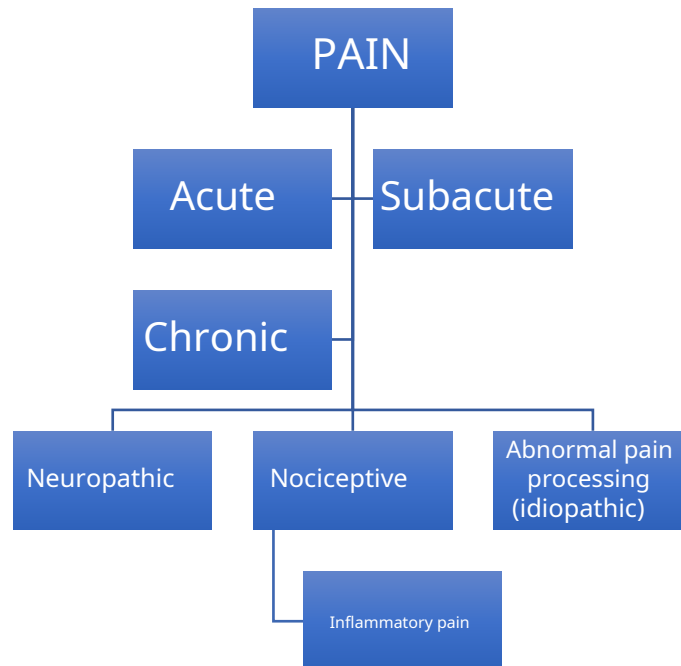 PAIN
Acute
Subacute
Chronic
Neuropathic
Nociceptive
Abnormal pain
processing
(idiopathic)
Inflammatory pain